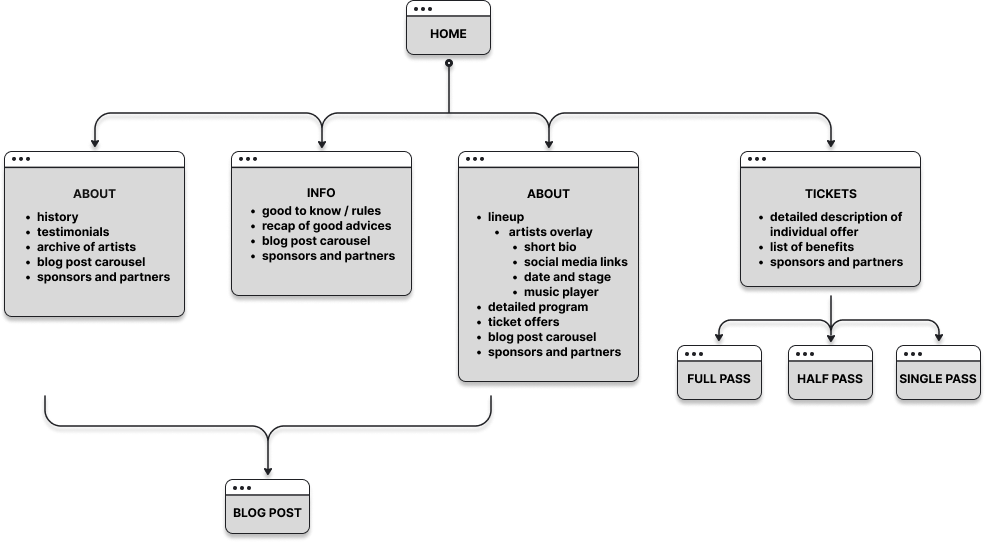 HOME
ABOUT
• history
• testimonials
• archive of artists
• blog post carousel
• sponsors and partners
INFO
• good to know / rules
• recap of good advices
• blog post carousel
• sponsors and partners
ABOUT
• lineup
• artists overlay
• short bio
• social media links
• date and stage
• music player
• detailed program
• ticket offers
• blog post carousel
• sponsors and partners
TICKETS
• detailed description of
individual offer
• list of benefits
• sponsors and partners
FULL PASS
HALF PASS
SINGLE PASS
BLOG POST